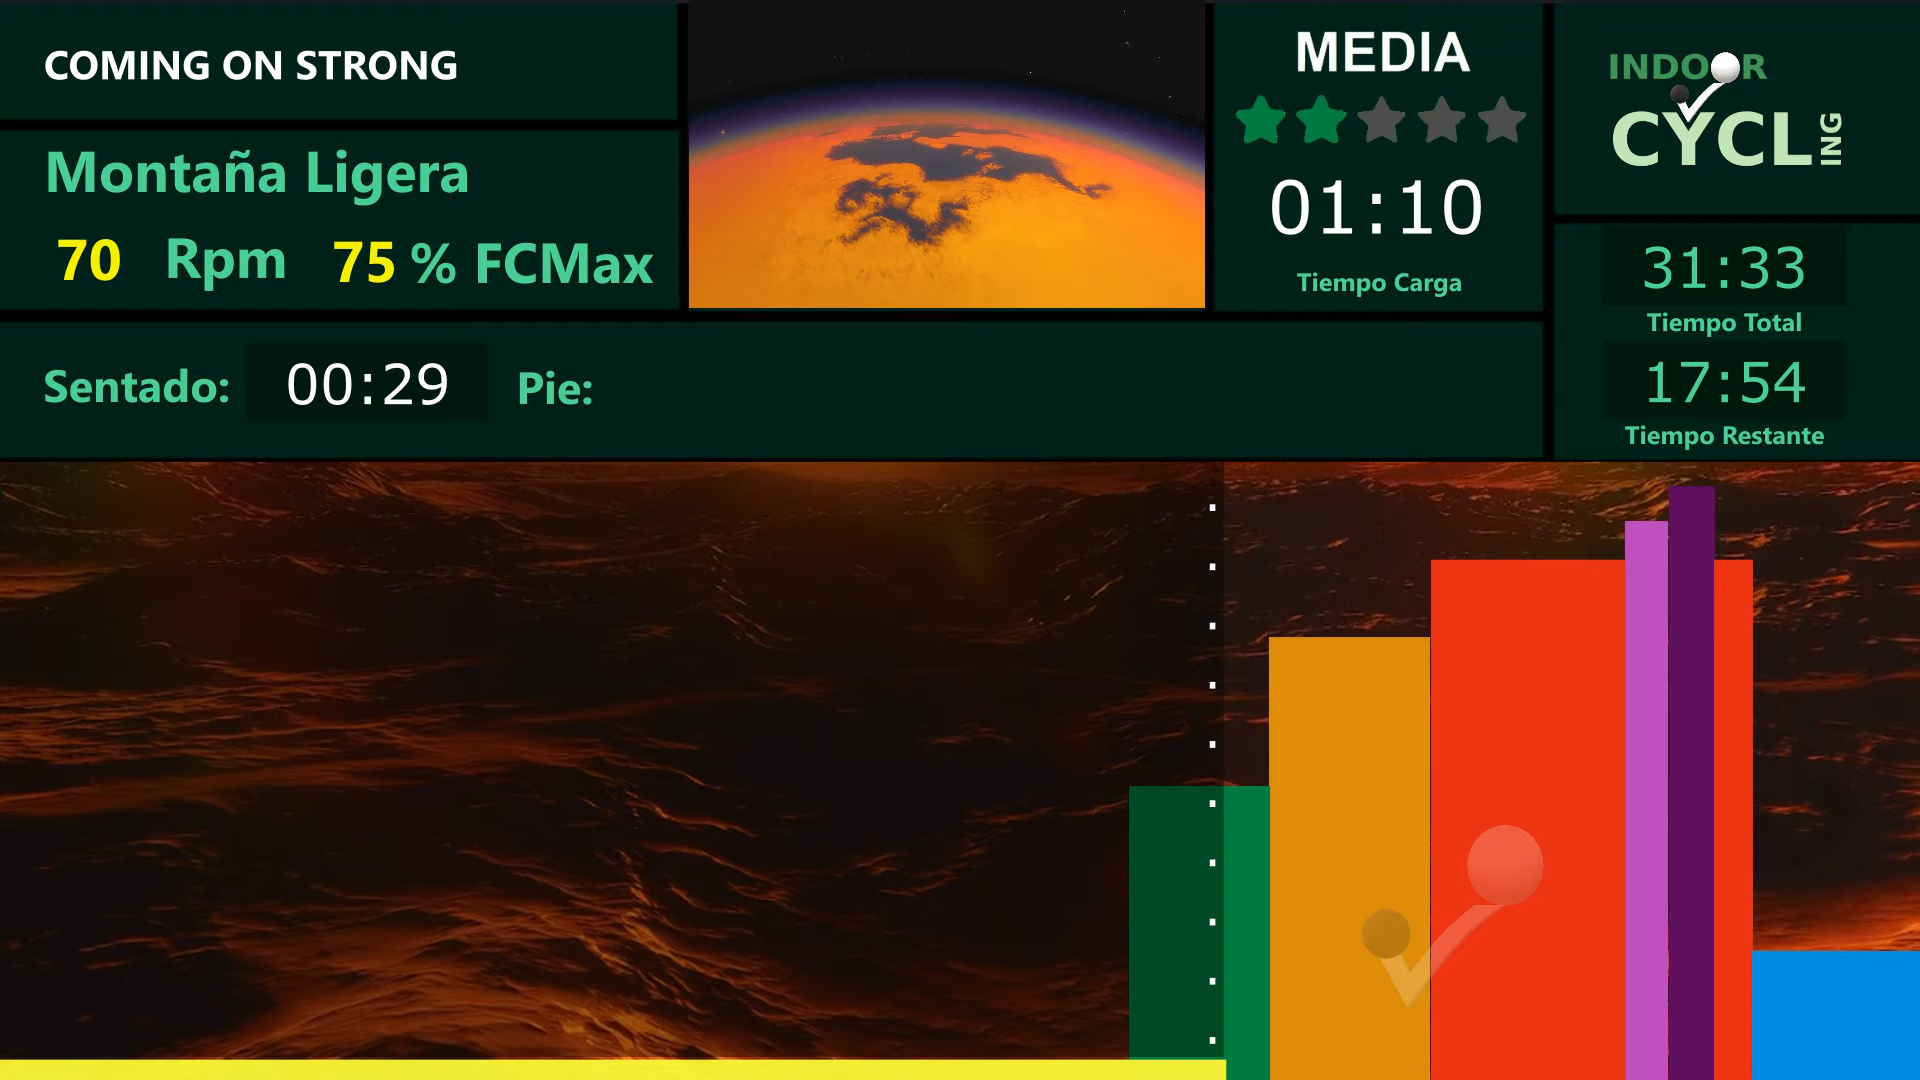 COMING ON STRONG
Montaña Ligera
70 Rpm 75 % FCMax
MEDIA
01:10
Tiempo Carga
INDOOR
CYCLING
31:33
Tiempo Total
17:54
Tiempo Restante
Sentado: 00:29 Pie: